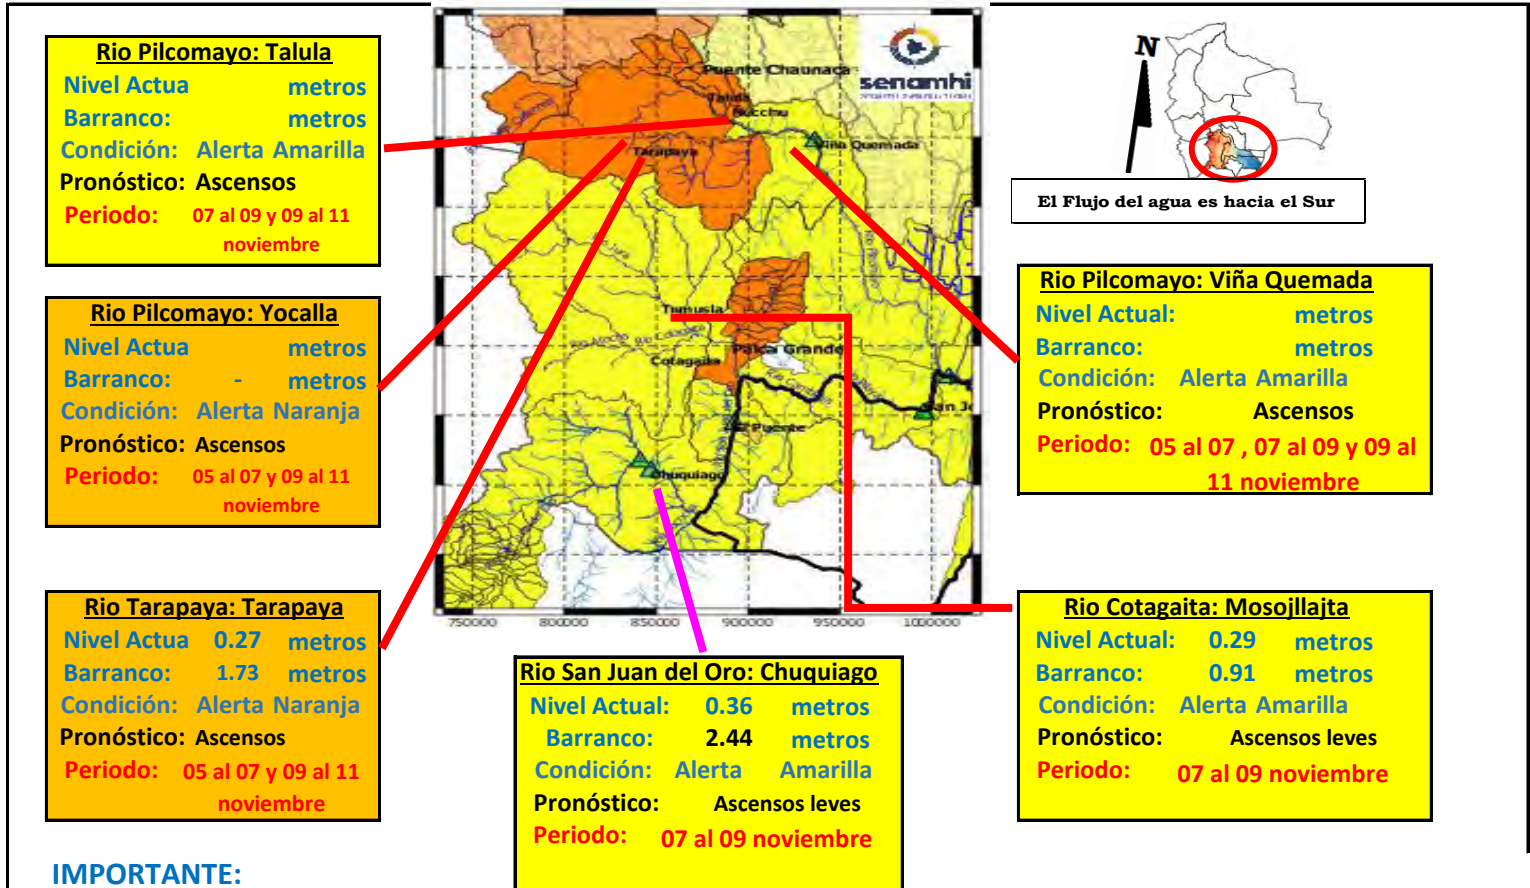 Rio Pilcomayo: Talula
Nivel Actua metros
Barranco: metros
Condición: Alerta Amarilla
Pronóstico: Ascensos
Periodo: 07 al 09 y 09 al 11
noviembre
Rio Pilcomayo: Yocalla
Nivel Actua metros
Barranco: - metros
Condición: Alerta Naranja
Pronóstico: Ascensos
Periodo: 05 al 07 y 09 al 11
noviembre
Rio Tarapaya: Tarapaya
Nivel Actua 0.27 metros
Barranco: 1.73 metros
Condición: Alerta Naranja
Pronóstico: Ascensos
Periodo: 05 al 07 y 09 al 11
noviembre
senamhi
Puente Chaunaca
Talula
Succhu
Viña Quemada
Tarapaya
Tumusla
Palca Grande
Cotagaita
San J
El Puente
Chuquiago
750000 800000 850000 900000 950000 1000000
Rio San Juan del Oro: Chuquiago
Nivel Actual: 0.36 metros
Barranco: 2.44 metros
Condición: Alerta Amarilla
Pronóstico: Ascensos leves
Periodo: 07 al 09 noviembre
N
El Flujo del agua es hacia el Sur
Rio Pilcomayo: Viña Quemada
Nivel Actual: metros
Barranco: metros
Condición: Alerta Amarilla
Pronóstico: Ascensos
Periodo: 05 al 07 , 07 al 09 y 09 al
11 noviembre
Rio Cotagaita: Mosojllajta
Nivel Actual: 0.29 metros
Barranco: 0.91 metros
Condición: Alerta Amarilla
Pronóstico: Ascensos leves
Periodo: 07 al 09 noviembre
IMPORTANTE: